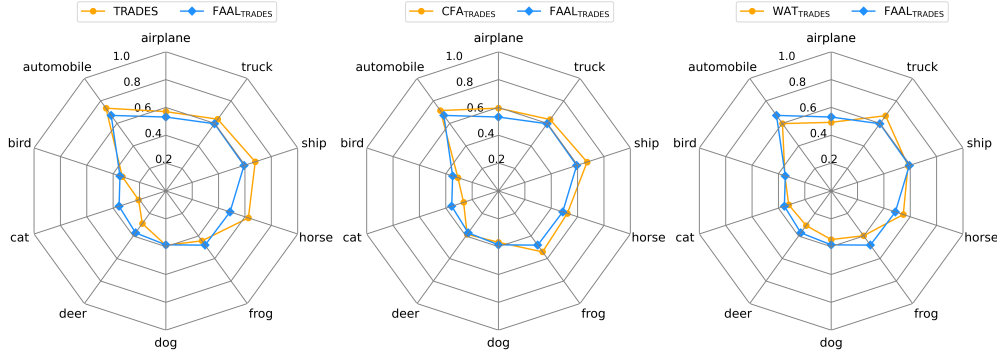 TRADES FAAL_TRADES
airplane
1.0
automobile
truck
0.8
0.6
bird
ship
0.4
0.2
cat
horse
deer
frog
dog
CFA_TRADES FAAL_TRADES
airplane
1.0
automobile
truck
0.8
0.6
bird
ship
0.4
0.2
cat
horse
deer
frog
dog
WAT_TRADES FAAL_TRADES
airplane
1.0
automobile
truck
0.8
0.6
bird
ship
0.4
0.2
cat
horse
deer
frog
dog